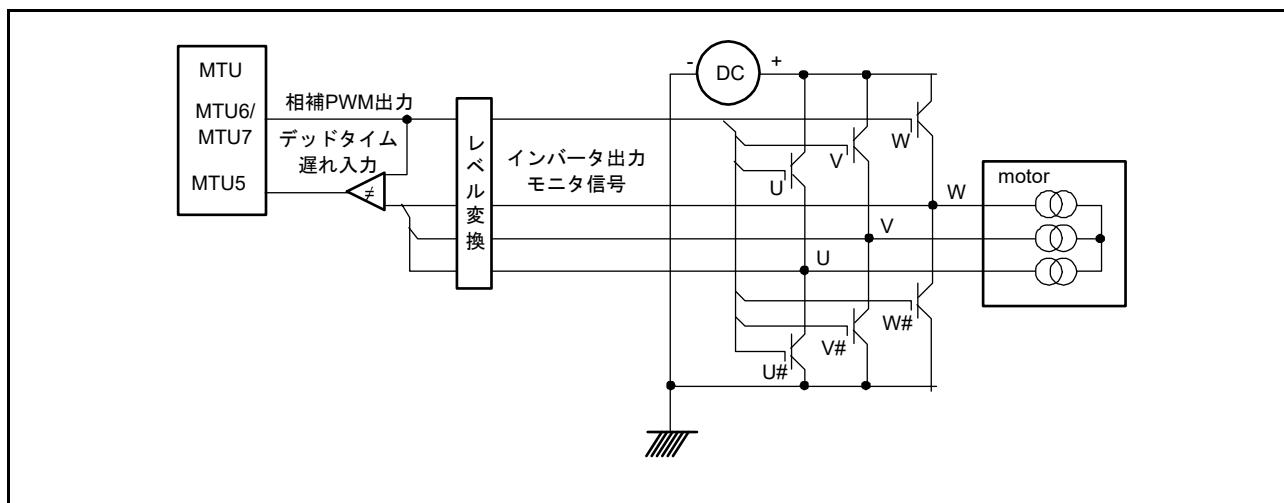 MTU
MTU6/
MTU7
MTU5
相補PWM出力
デッドタイム
遅れ入力
≠
レベル変換
インバータ出力
モニタ信号
- DC +
W
V
U
W
V
U
W#
V#
U#
motor